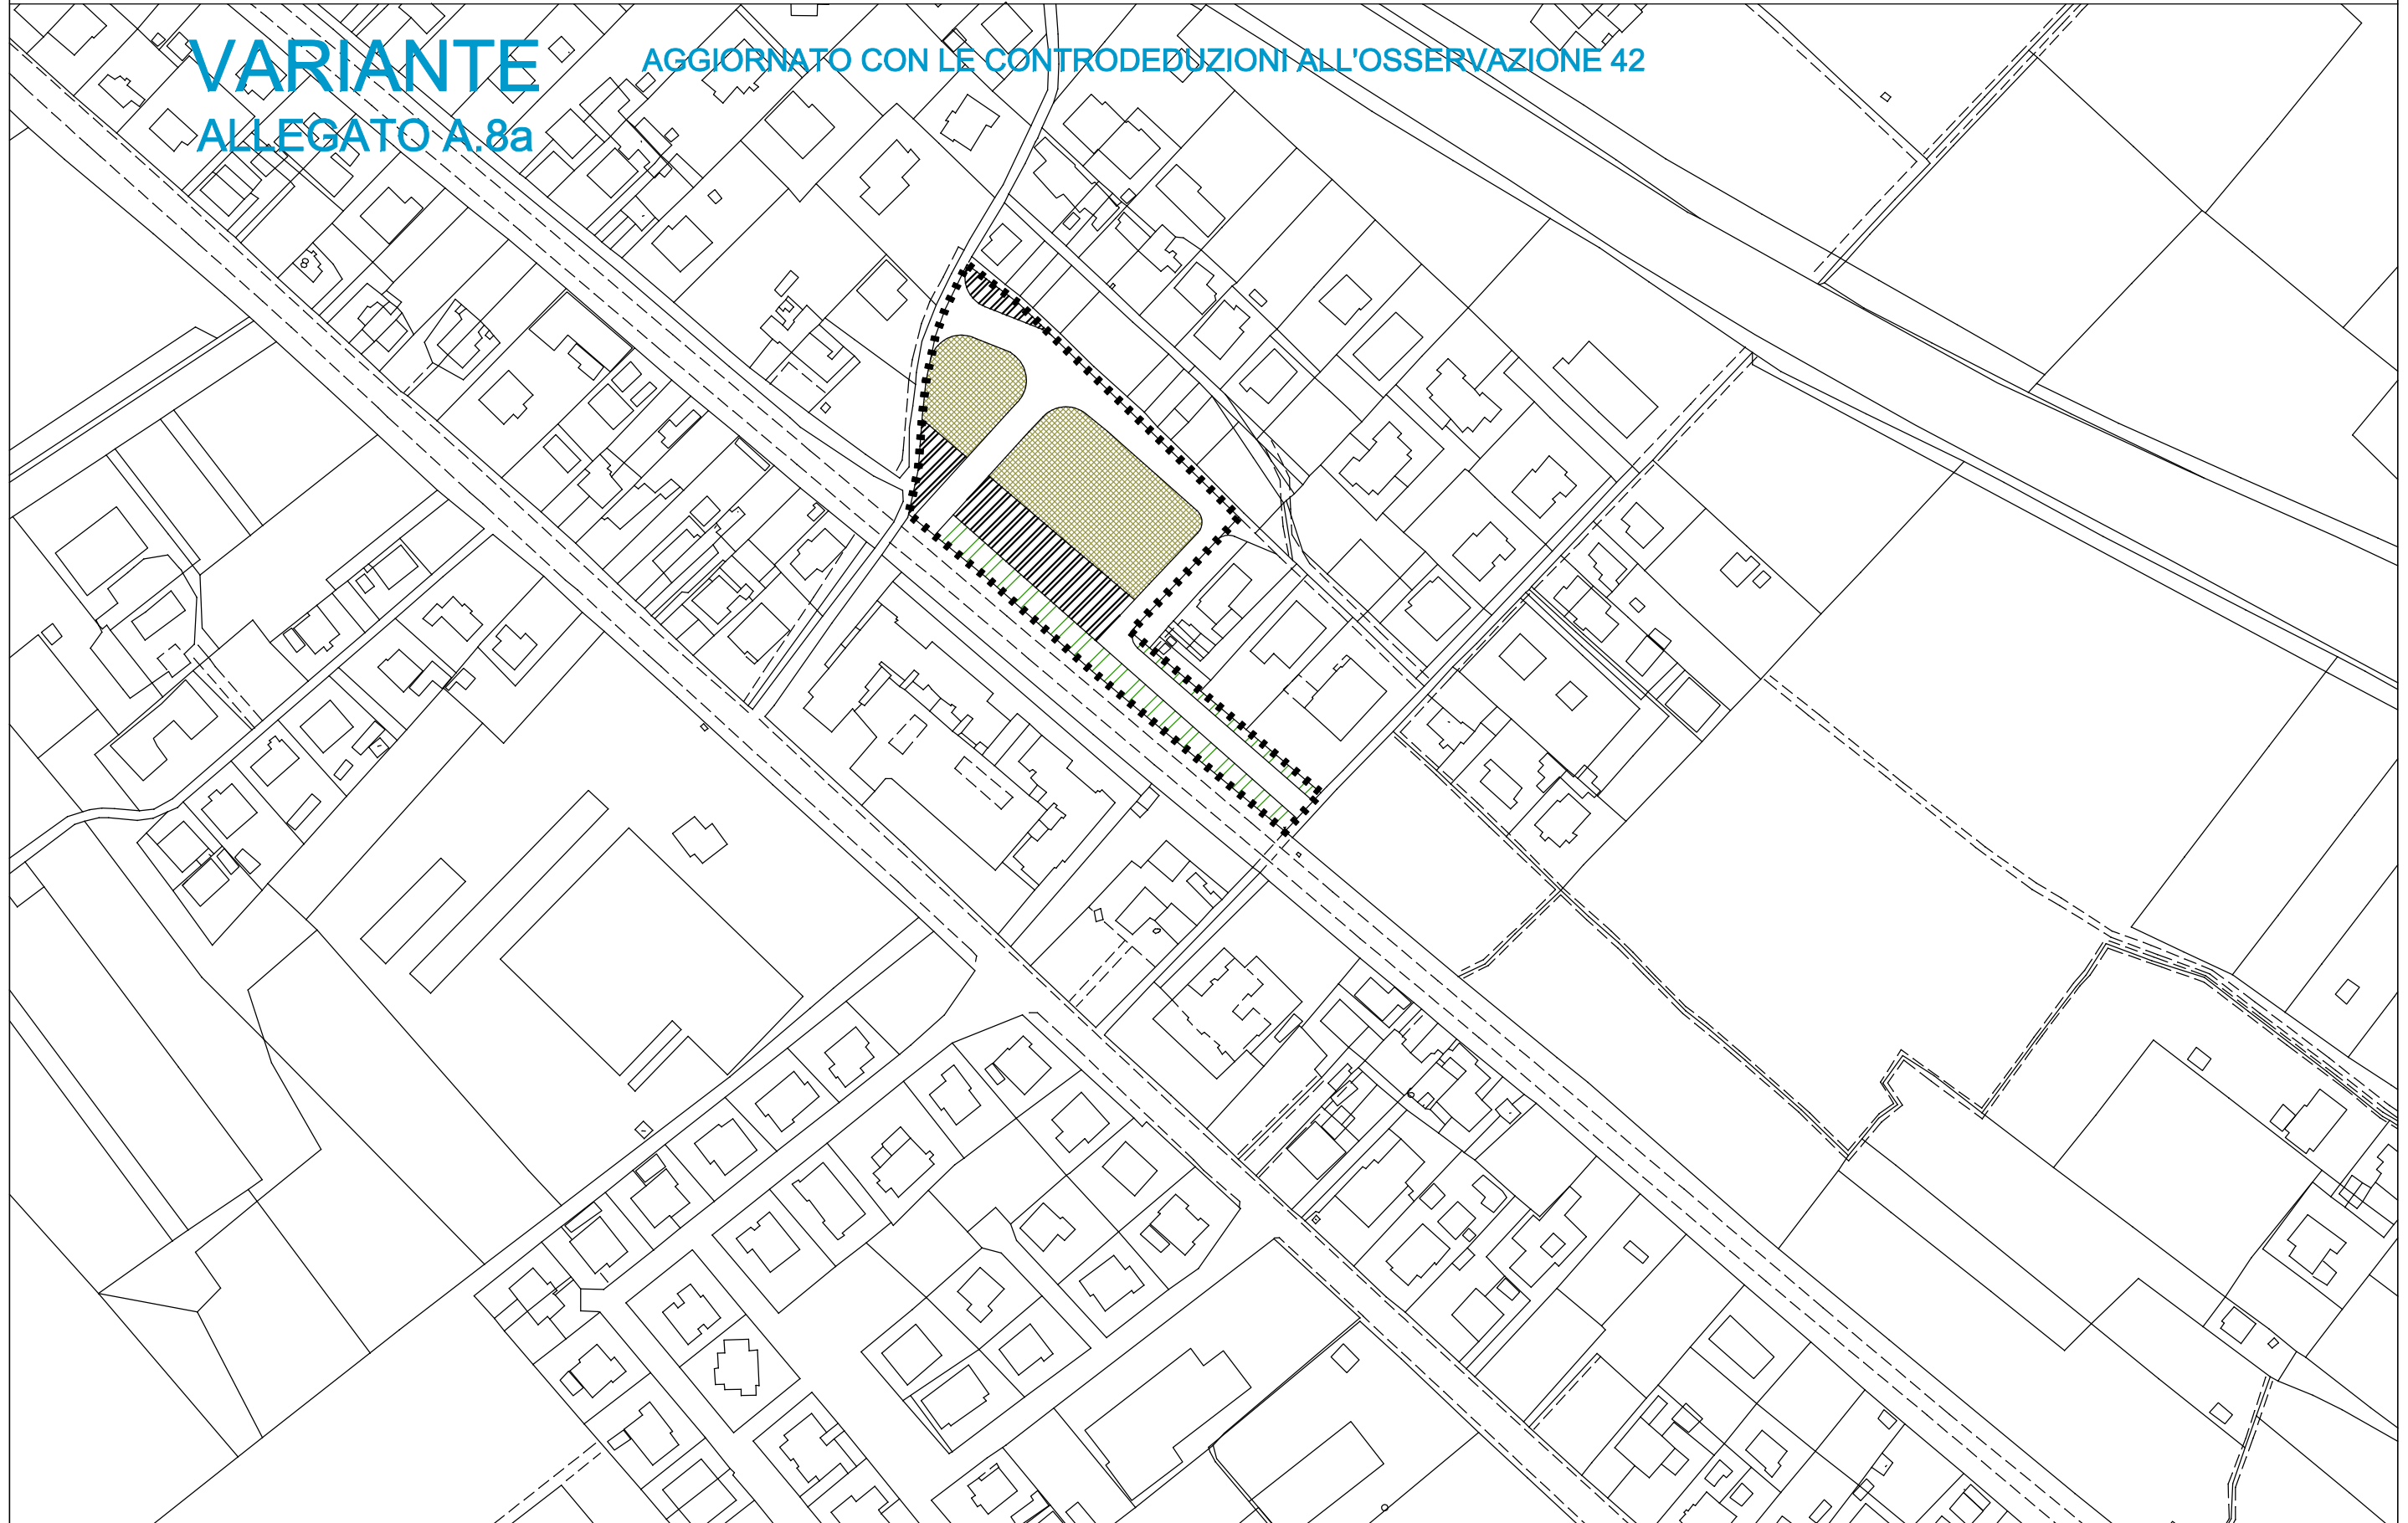 VARIANTE
AGGIORNATO CON LE CONTRODEDUZIONI ALL'OSSERVAZIONE 42
ALLEGATO A.8a